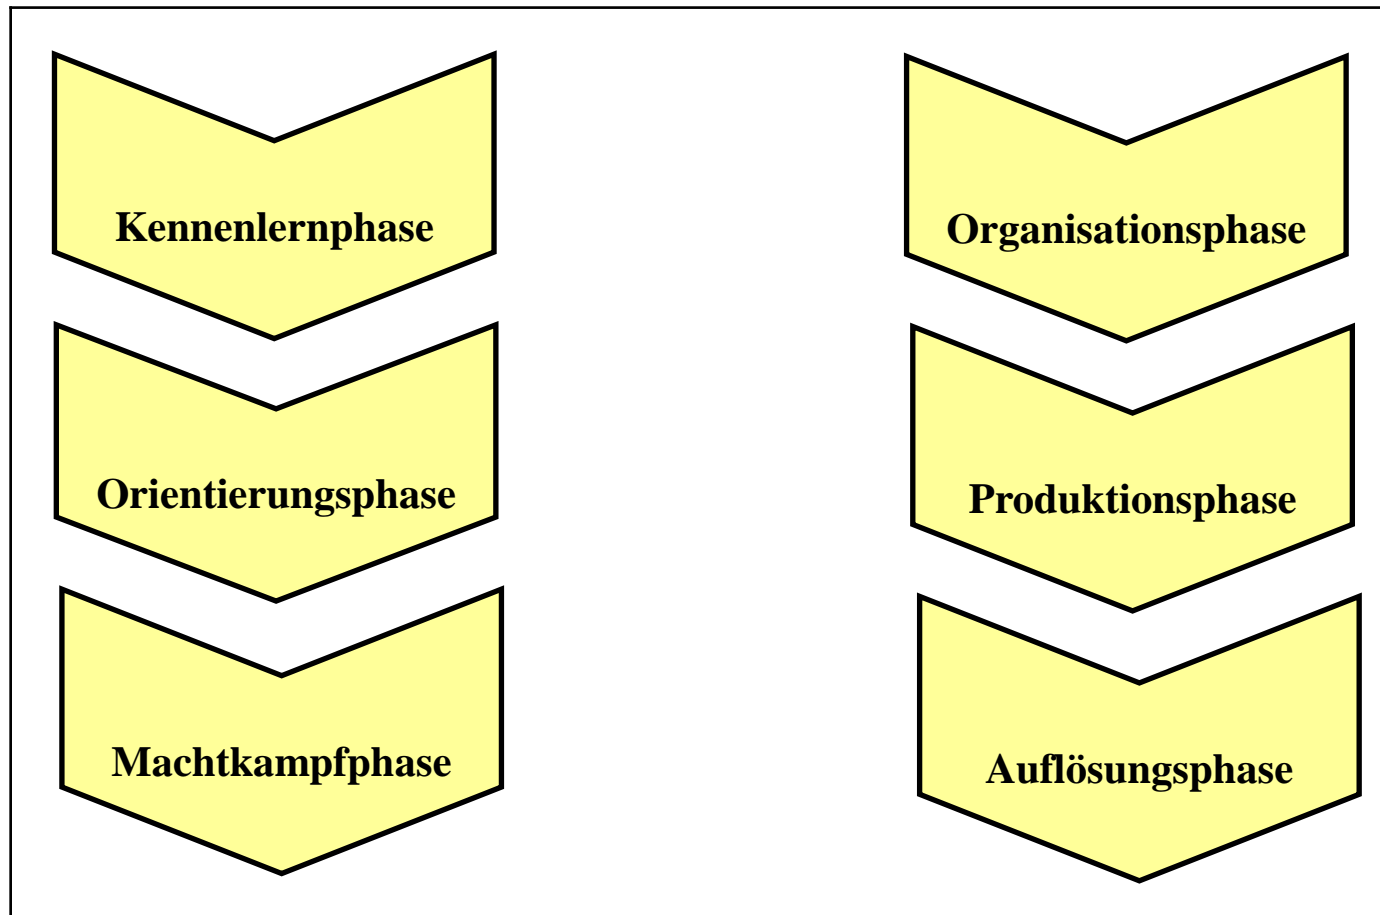 Kennenlernphase
Orientierungsphase
Machtkampfphase
Organisationsphase
Produktionsphase
Auflösungsphase